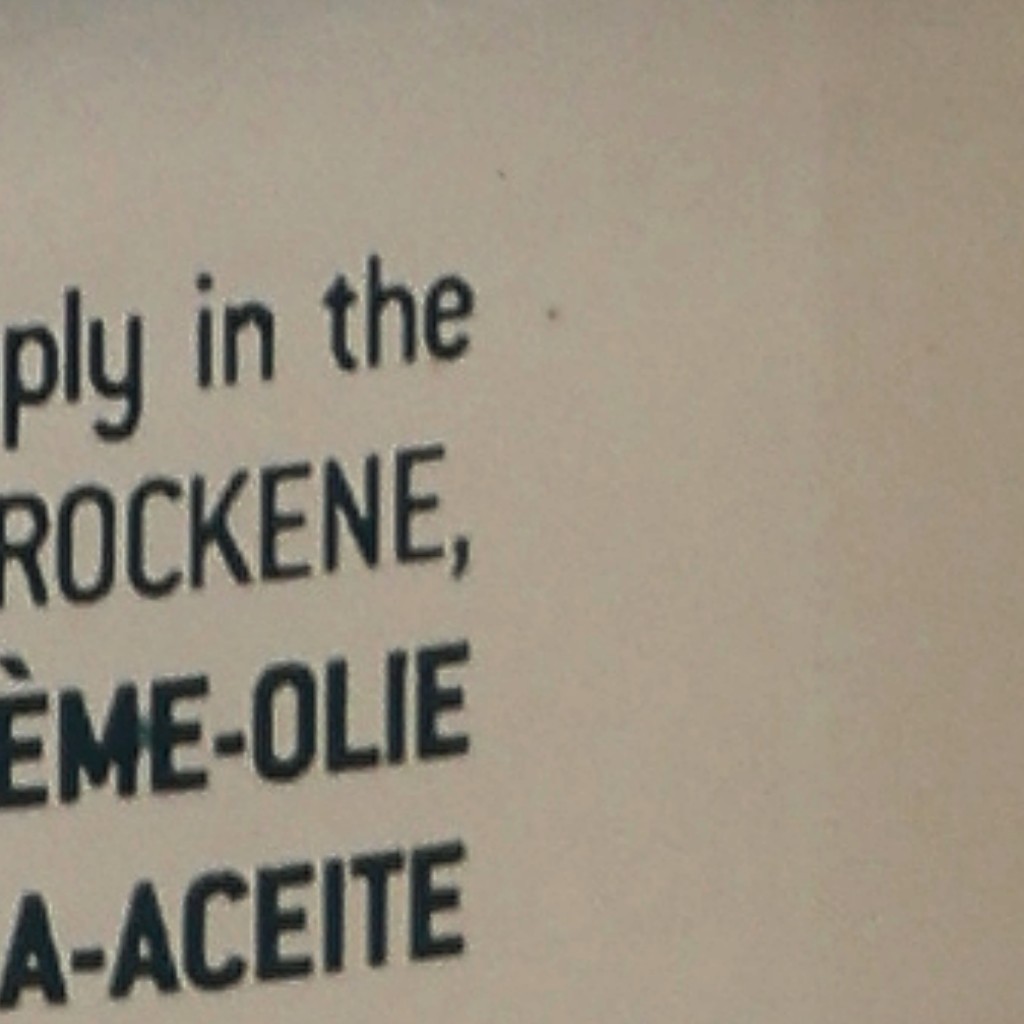 ply in the
ROCKENE,
ÈME-OLIE
A-ACEITE